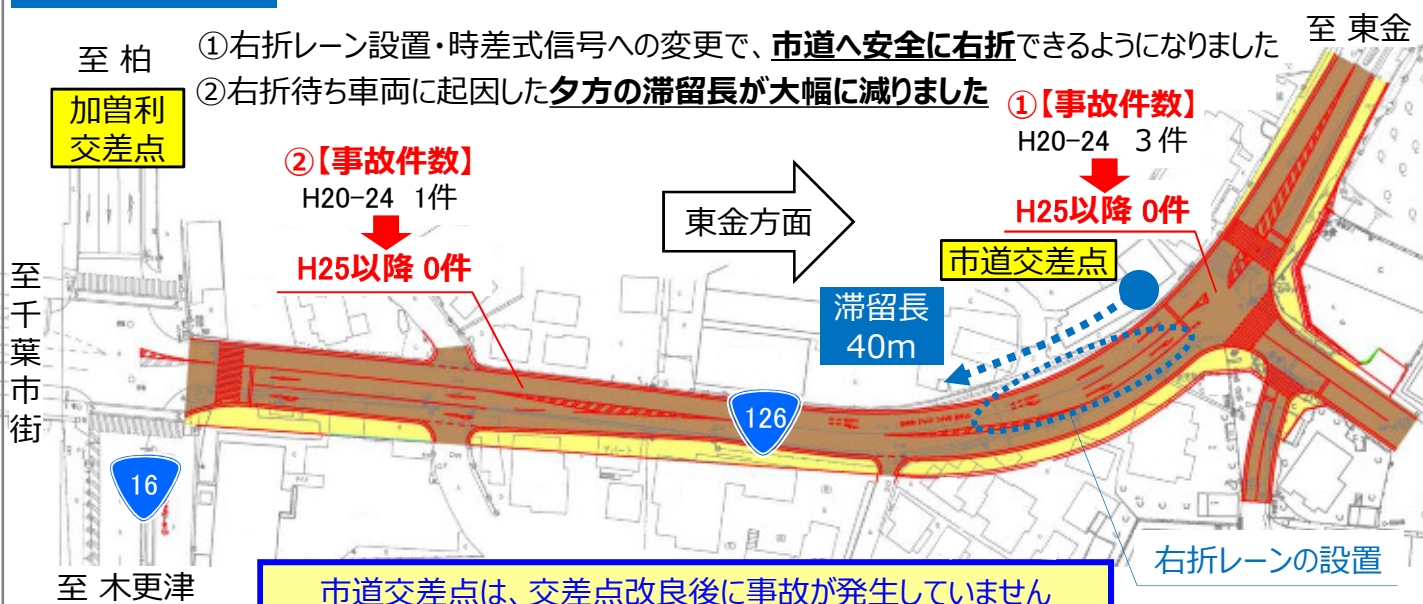 ①右折レーン設置・時差式信号への変更で、市道へ安全に右折できるようになりました
②右折待ち車両に起因した夕方の滞留長が大幅に減りました
至 東金
至 柏
加曽利
交差点
②【事故件数】
H20-24 1件
H25以降 0件
①【事故件数】
H20-24 3件
H25以降 0件
東金方面
市道交差点
滞留長
40m
至千葉市街
126
16
右折レーンの設置
至 木更津
市道交差点は、交差点改良後に事故が発生していません